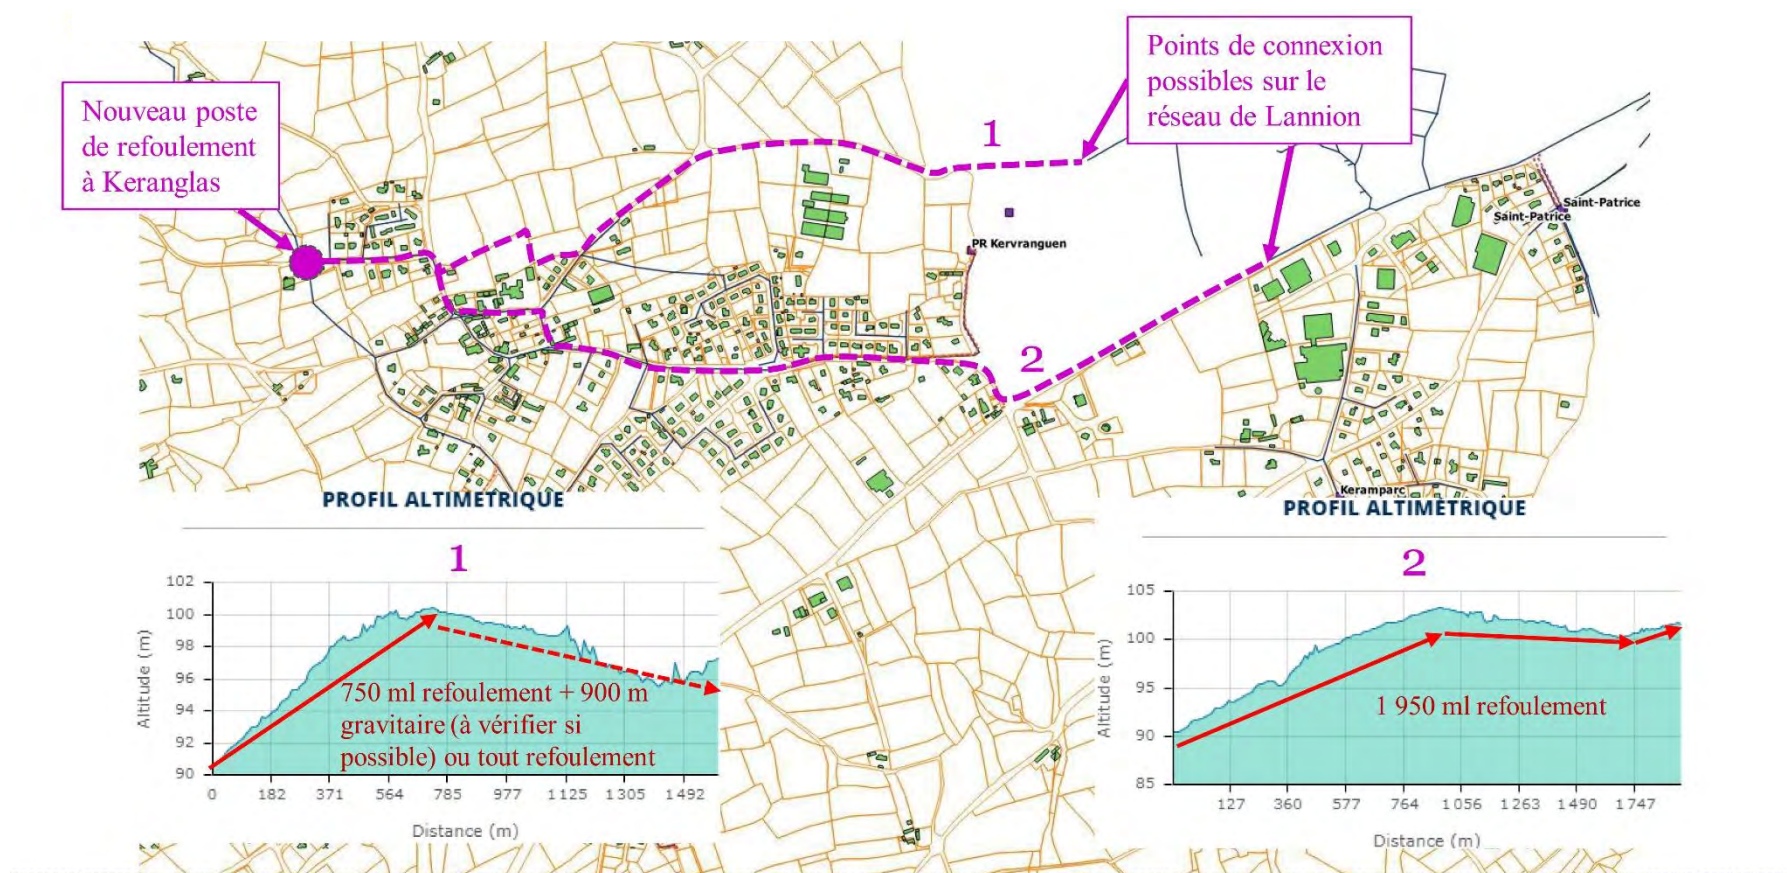 Nouveau poste
de refoulement
à Keranglas
Points de connexion
possibles sur le
réseau de Lannion
1
2
PR Kervranguen
Saint-Patrice
Saint-Patrice
Keramparc
PROFIL ALTIMÉTRIQUE
1
102
100
98
96
94
92
90
Altitude (m)
750 ml refoulement + 900 m
gravitaire (à vérifier si
possible) ou tout refoulement
0 182 371 564 785 977 1 125 1 305 1 492
Distance (m)
PROFIL ALTIMÉTRIQUE
2
105
100
95
90
85
Altitude (m)
1 950 ml refoulement
127 360 577 764 1 056 1 263 1 490 1 747
Distance (m)